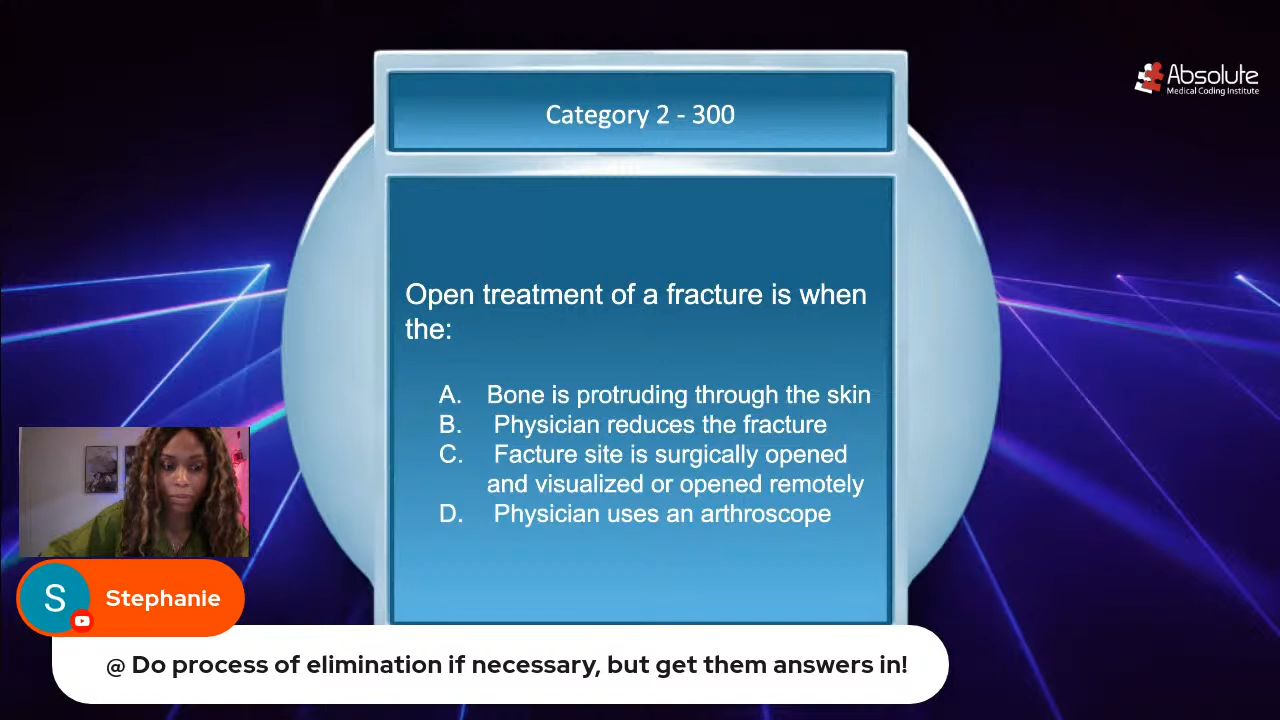 Absolute
Medical Coding Institute
Category 2 - 300
Open treatment of a fracture is when
the:
A. Bone is protruding through the skin
B. Physician reduces the fracture
C. Facture site is surgically opened
and visualized or opened remotely
D. Physician uses an arthroscope
S
Stephanie
@ Do process of elimination if necessary, but get them answers in!